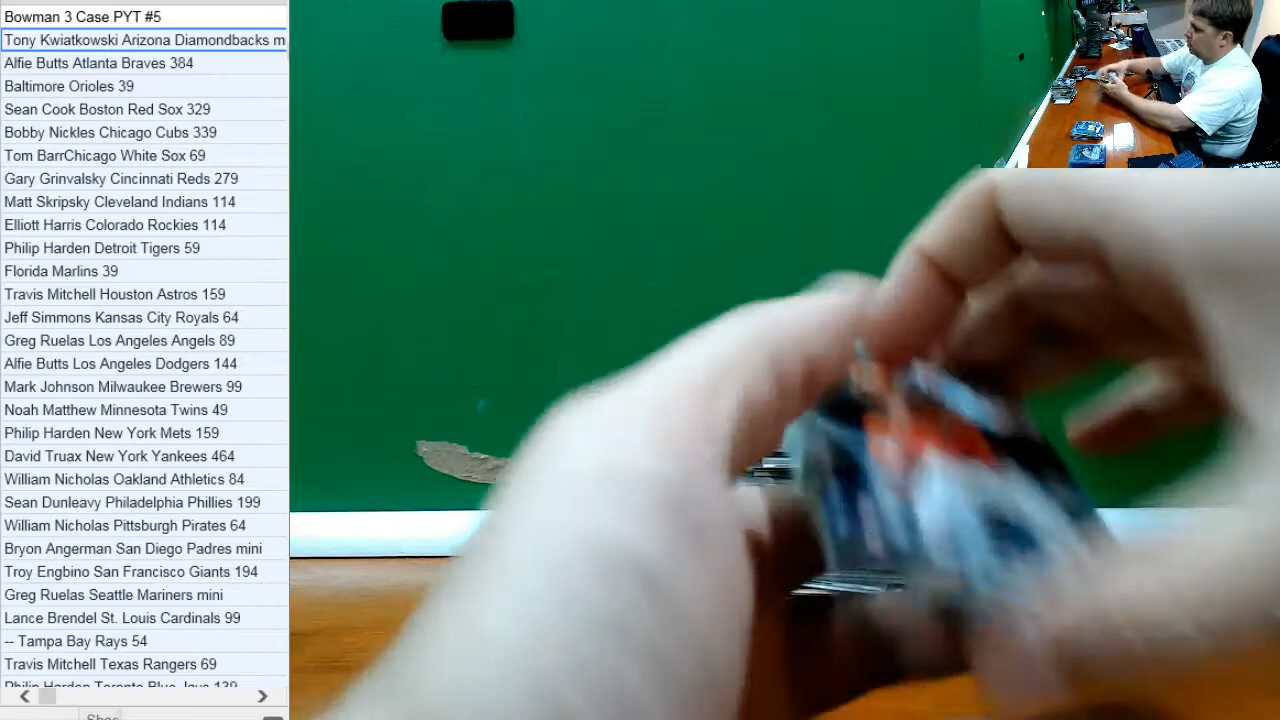 Bowman 3 Case PYT #5
Tony Kwiatkowski Arizona Diamondbacks m
Alfie Butts Atlanta Braves 384
Baltimore Orioles 39
Sean Cook Boston Red Sox 329
Bobby Nickles Chicago Cubs 339
Tom BarrChicago White Sox 69
Gary Grinvalsky Cincinnati Reds 279
Matt Skripsky Cleveland Indians 114
Elliott Harris Colorado Rockies 114
Philip Harden Detroit Tigers 59
Florida Marlins 39
Travis Mitchell Houston Astros 159
Jeff Simmons Kansas City Royals 64
Greg Ruelas Los Angeles Angels 89
Alfie Butts Los Angeles Dodgers 144
Mark Johnson Milwaukee Brewers 99
Noah Matthew Minnesota Twins 49
Philip Harden New York Mets 159
David Truax New York Yankees 464
William Nicholas Oakland Athletics 84
Sean Dunleavy Philadelphia Phillies 199
William Nicholas Pittsburgh Pirates 64
Bryon Angerman San Diego Padres mini
Troy Engbino San Francisco Giants 194
Greg Ruelas Seattle Mariners mini
Lance Brendel St. Louis Cardinals 99
-- Tampa Bay Rays 54
Travis Mitchell Texas Rangers 69
Philip Harden Toronto Blue Jays 139